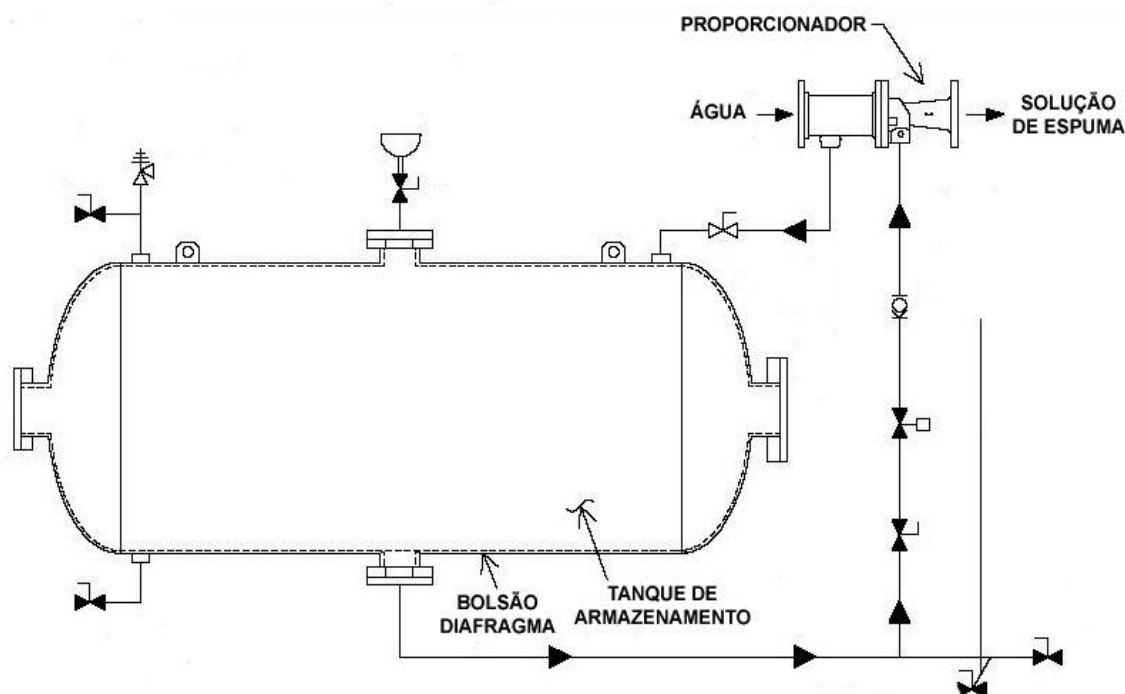 PROPORCIONADOR
ÁGUA
SOLUÇÃO
DE ESPUMA
BOLSÃO
DIAFRAGMA
TANQUE DE
ARMAZENAMENTO